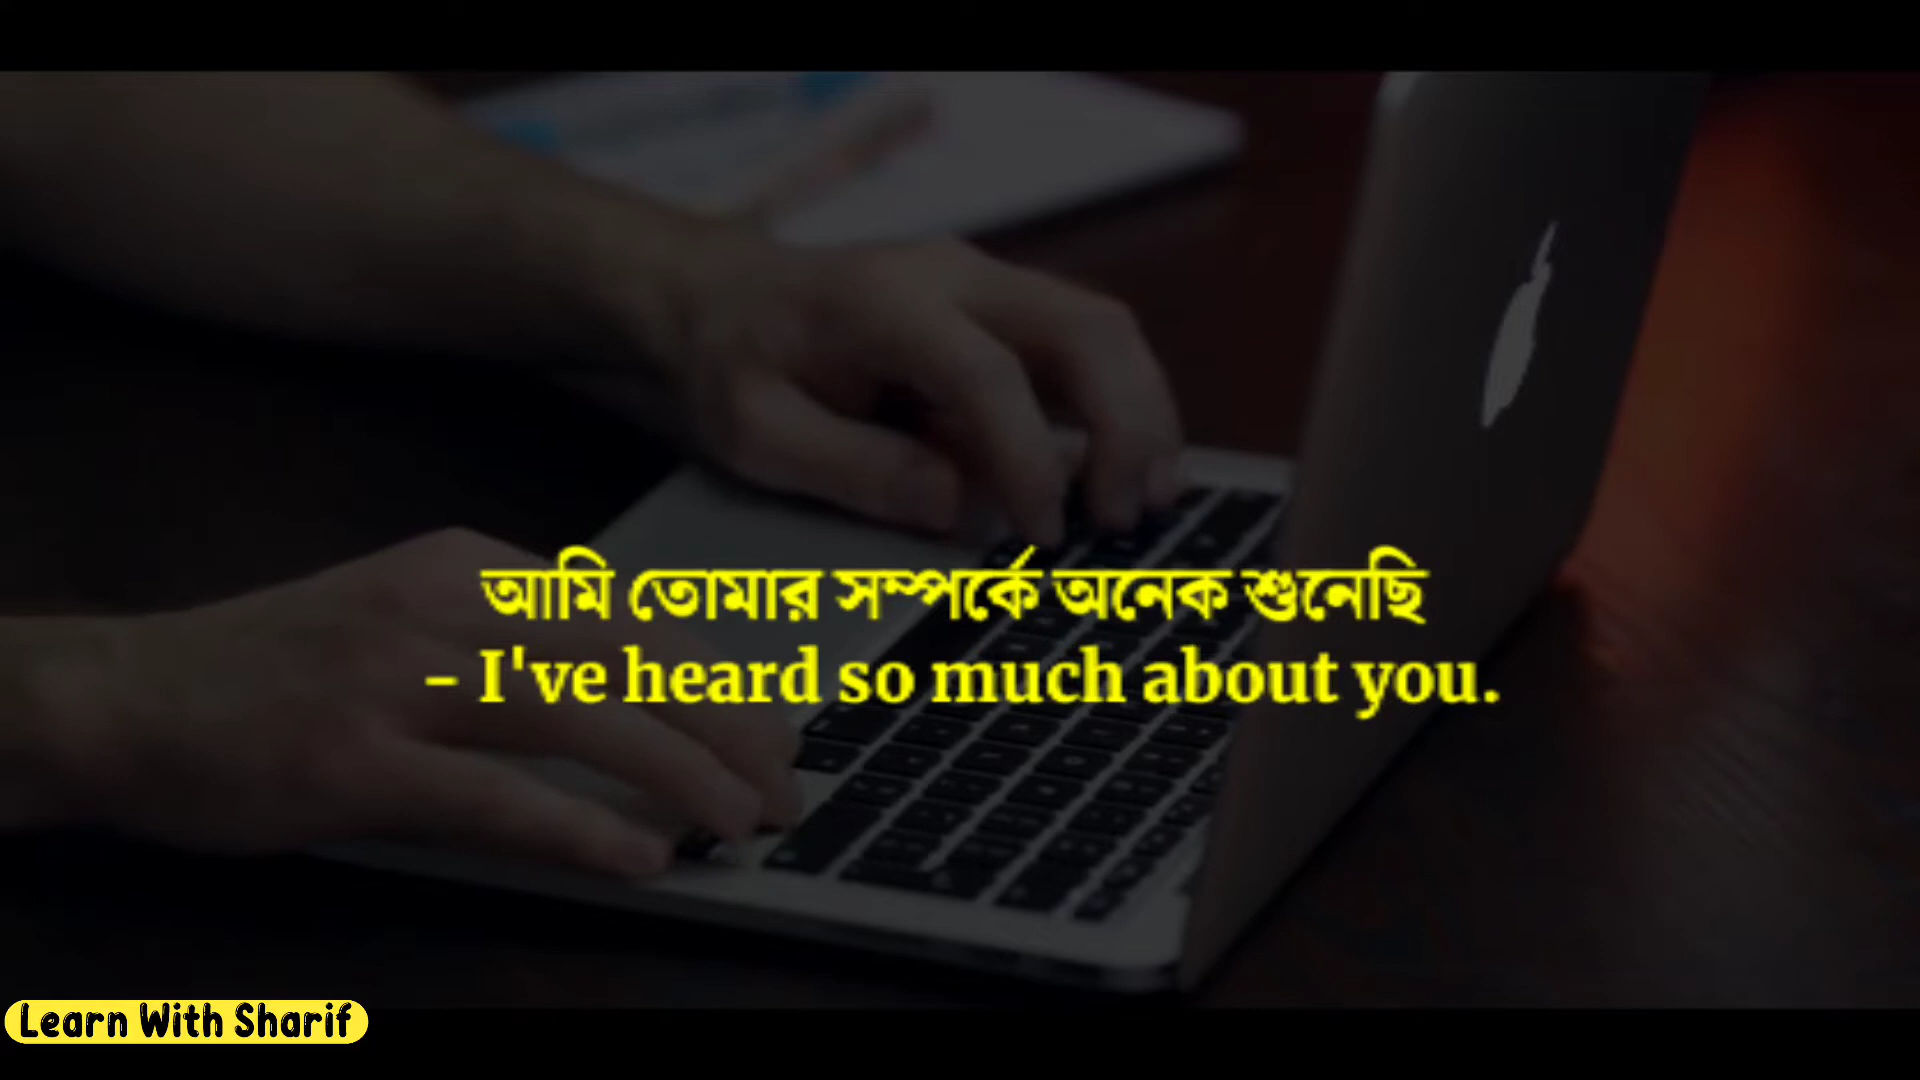 আমি তোমার সম্পর্কে অনেক শুনেছি
- I've heard so much about you.
Learn With Sharif